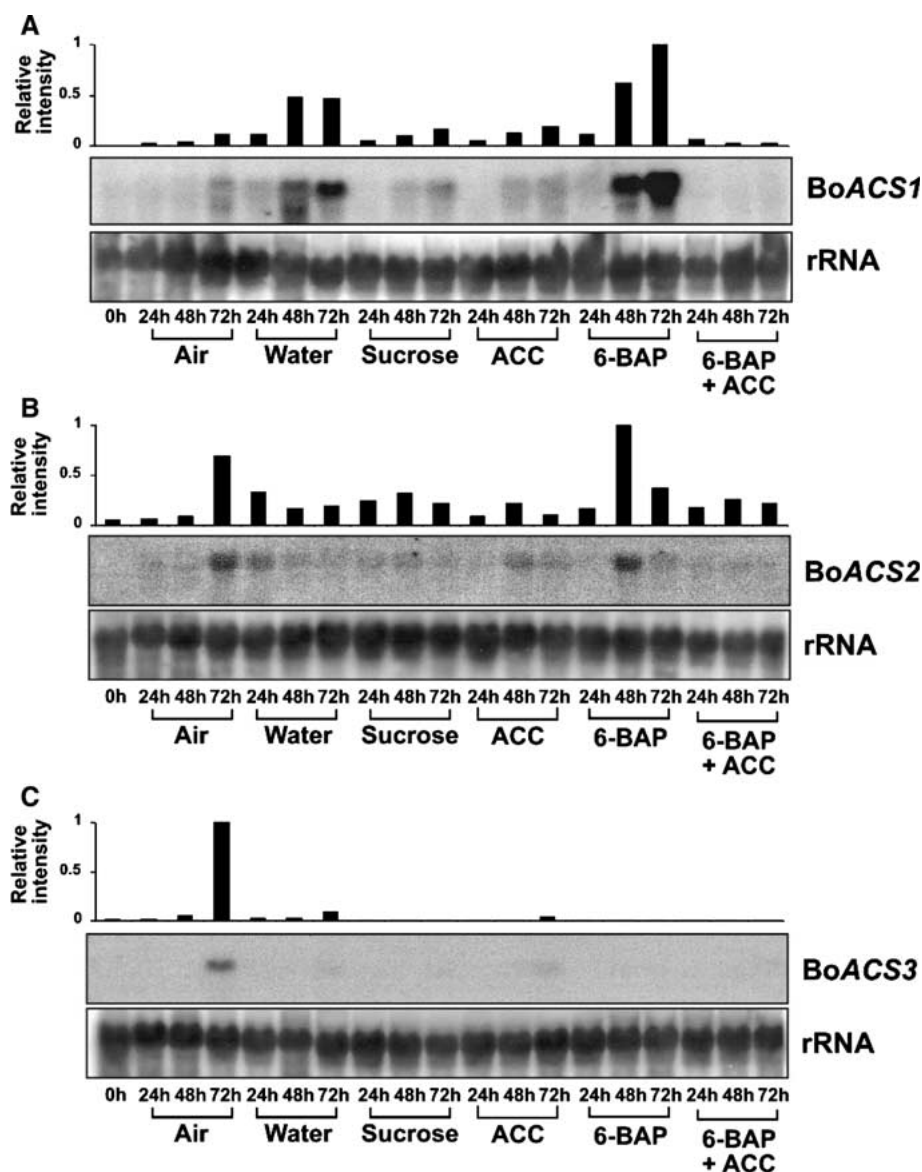 A
Relative
intensity
1
0.5
0
BoACS1
rRNA
0h 24h 48h 72h 24h 48h 72h 24h 48h 72h 24h 48h 72h 24h 48h 72h 24h 48h 72h
Air Water Sucrose ACC 6-BAP 6-BAP
+ ACC
B
Relative
intensity
1
0.5
0
BoACS2
rRNA
0h 24h 48h 72h 24h 48h 72h 24h 48h 72h 24h 48h 72h 24h 48h 72h 24h 48h 72h
Air Water Sucrose ACC 6-BAP 6-BAP
+ ACC
C
Relative
intensity
1
0.5
0
BoACS3
rRNA
0h 24h 48h 72h 24h 48h 72h 24h 48h 72h 24h 48h 72h 24h 48h 72h 24h 48h 72h
Air Water Sucrose ACC 6-BAP 6-BAP
+ ACC